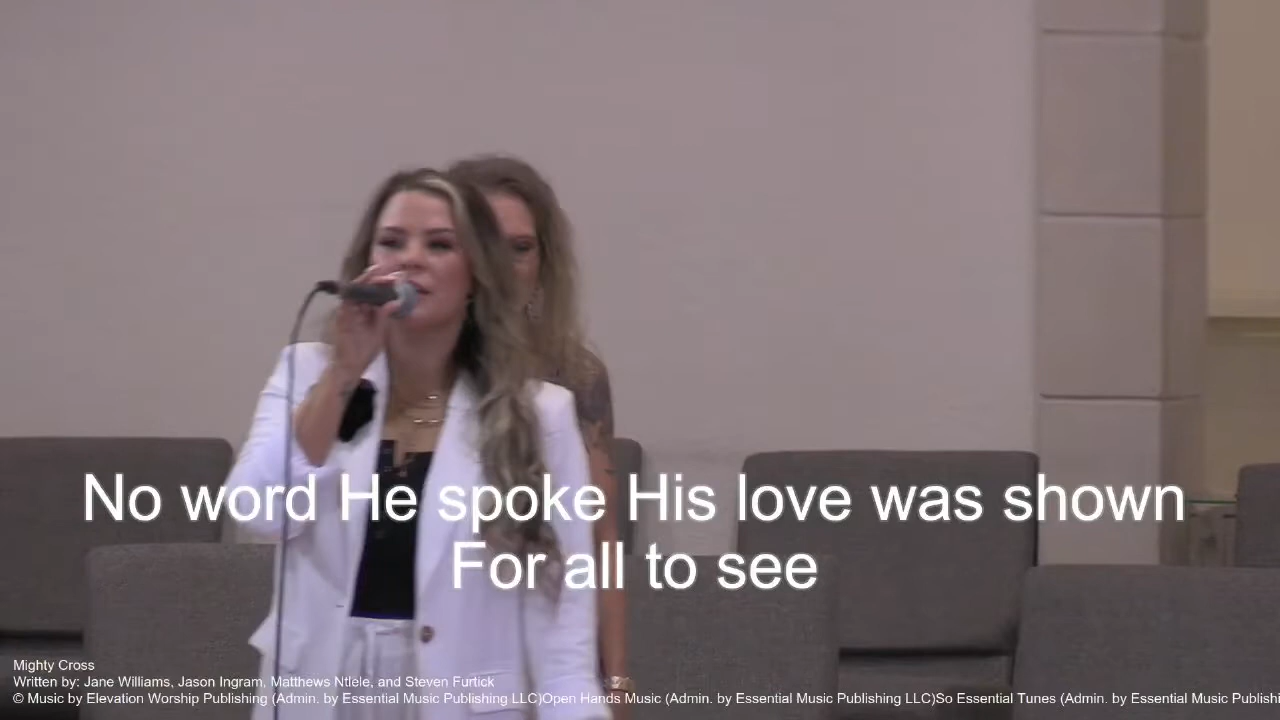 No word He spoke His love was shown
For all to see
Mighty Cross
Written by: Jane Williams, Jason Ingram, Matthews Ntlele, and Steven Furtick
© Music by Elevation Worship Publishing (Admin. by Essential Music Publishing LLC)Open Hands Music (Admin. by Essential Music Publishing LLC)So Essential Tunes (Admin. by Essential Music Publish